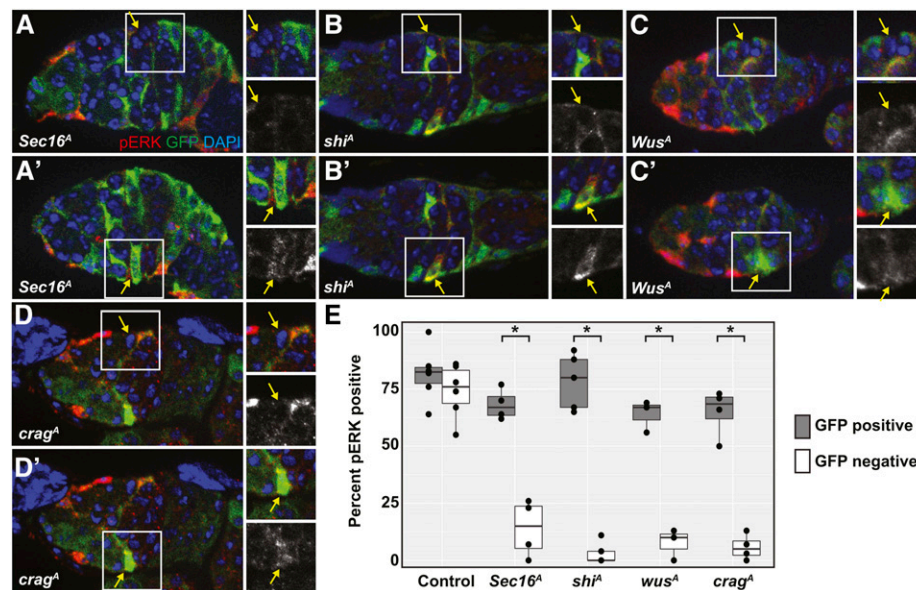 A
Sec16A
pERK GFP DAPI
B
shiA
C
WusA
A'
Sec16A
B'
shiA
C'
WusA
D
cragA
D'
cragA
E
Percent pERK positive
100
75
50
25
0
* * * *
Control Sec16A shiA wusA cragA
GFP positive
GFP negative